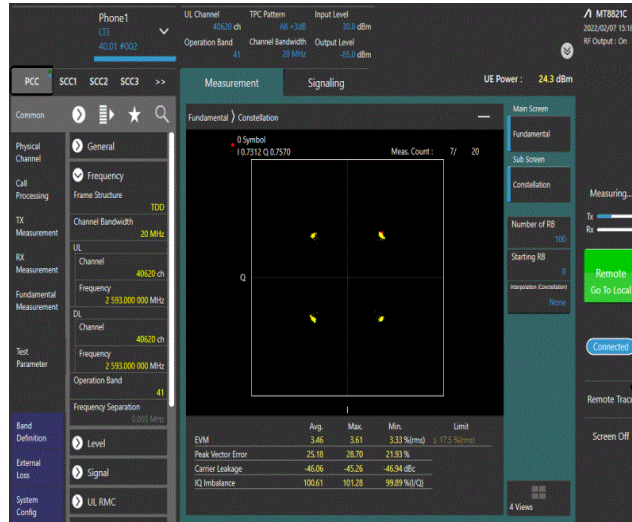 Phone1
LTE
40.01 #002
UL Channel
40620 ch
TPC Pattern
All +3dB
Input Level
30.0 dBm
Operation Band
41
Channel Bandwidth
20 MHz
Output Level
-85.0 dBm
MT8821C
2022/02/07 15:18
RF Output : On
PCC SCC1 SCC2 SCC3 >>
Measurement Signaling
UE Power : 24.3 dBm
Common
Physical
Channel
Call
Processing
TX
Measurement
RX
Measurement
Fundamental
Measurement
Test
Parameter
Band
Definition
External
Loss
System
Config
General
Frequency
Frame Structure
TDD
Channel Bandwidth
20 MHz
UL
Channel
40620 ch
Frequency
2 593.000 000 MHz
DL
Channel
40620 ch
Frequency
2 593.000 000 MHz
Operation Band
41
Frequency Separation
0.000 MHz
Level
Signal
UL RMC
Fundamental ⟩ Constellation
0 Symbol
I 0.7312 Q 0.7570
Meas. Count : 7/ 20
Q
I
Avg. Max. Min. Limit
EVM 3.46 3.61 3.33 %(rms) ≤ 17.5 %(rms)
Peak Vector Error 25.18 28.70 21.93 %
Carrier Leakage -46.06 -45.26 -46.94 dBc
IQ Imbalance 100.61 101.28 99.89 %(I/Q)
Main Screen
Fundamental
Sub Screen
Constellation
Number of RB
100
Starting RB
0
Interpolation (Constellation)
None
4 Views
Measuring...
Tx
Rx
Remote
Go To Local
Connected
Remote Trace
Screen Off